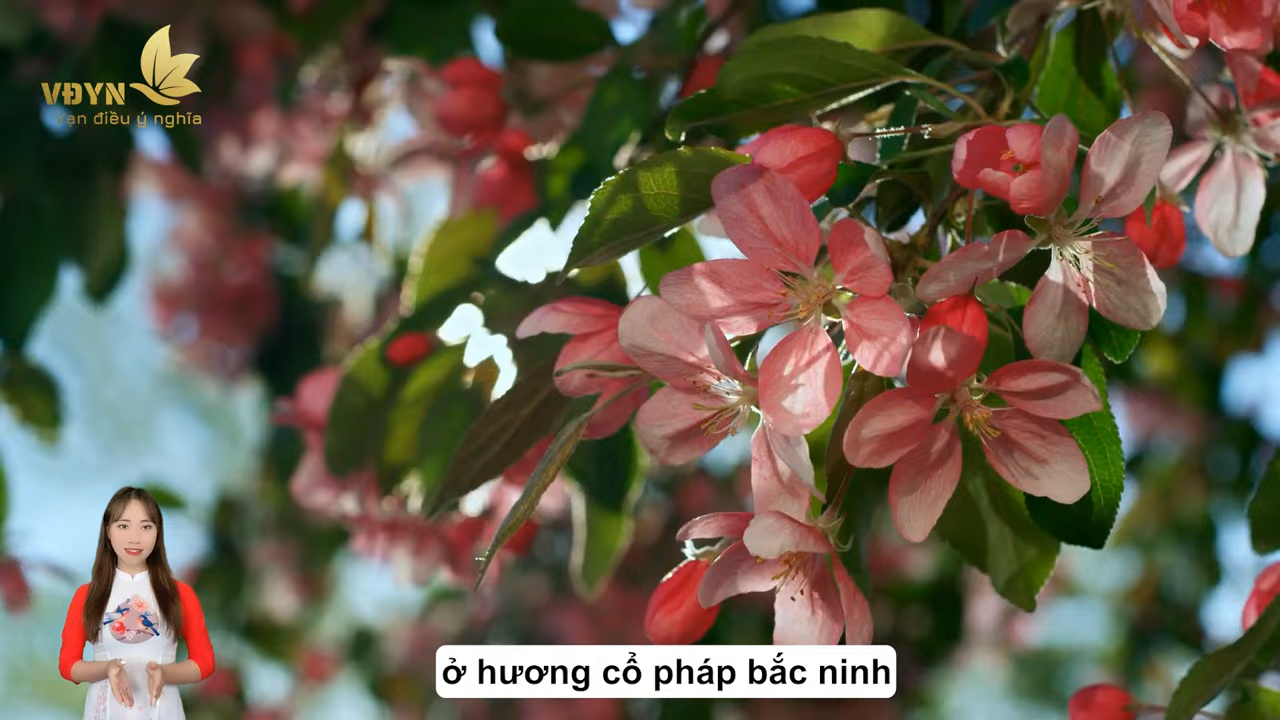 VĐYN
Vạn điều ý nghĩa
ở hương cổ pháp bắc ninh